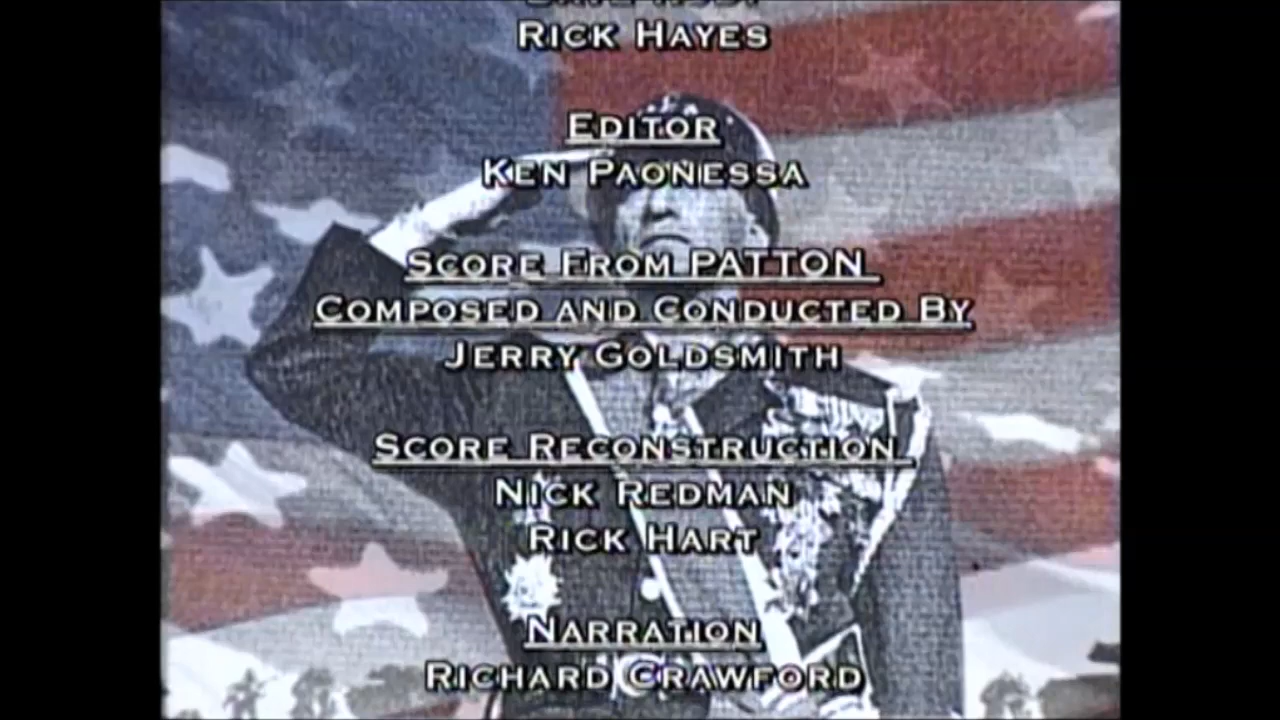 RICK HAYES
EDITOR
KEN PAONESSA
SCORE FROM PATTON
COMPOSED AND CONDUCTED BY
JERRY GOLDSMITH
SCORE RECONSTRUCTION
NICK REDMAN
RICK HART
NARRATION
RICHARD CRAWFORD